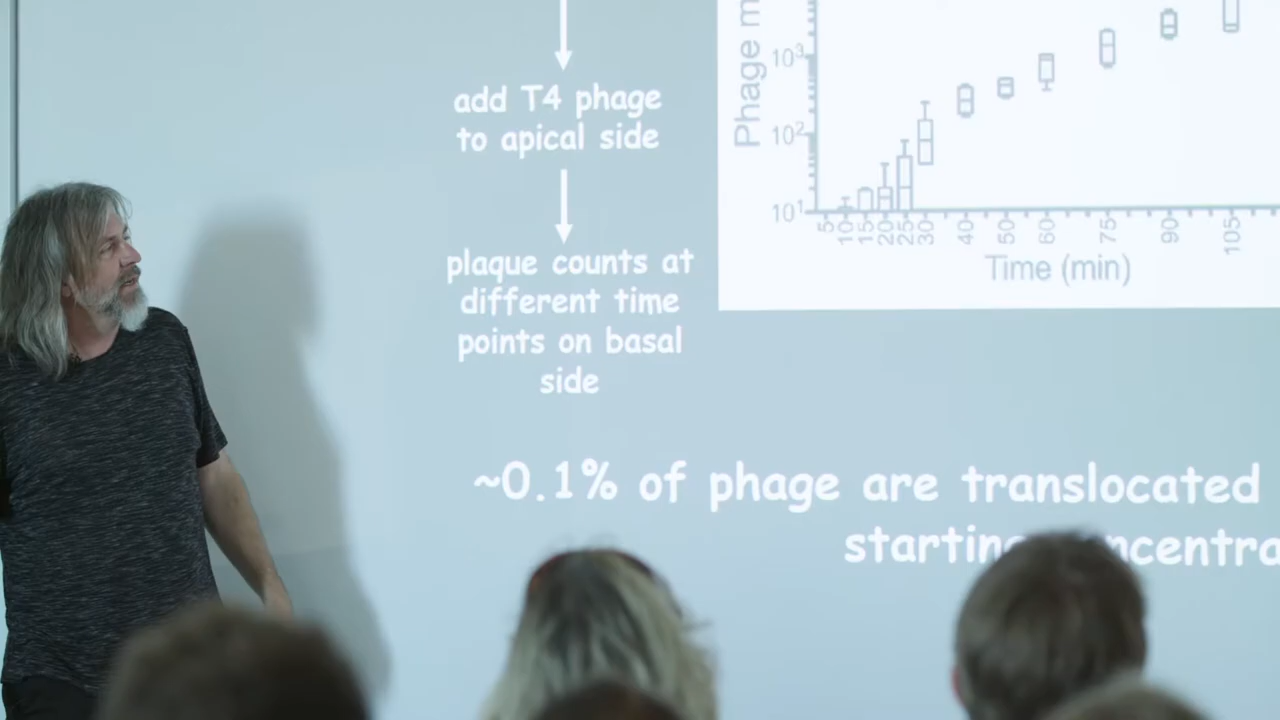 add T4 phage
to apical side
plaque counts at
different time
points on basal
side
Phage
10³
10²
10¹
5
10
15
20
25
30
40
50
60
75
90
105
Time (min)
~0.1% of phage are translocated